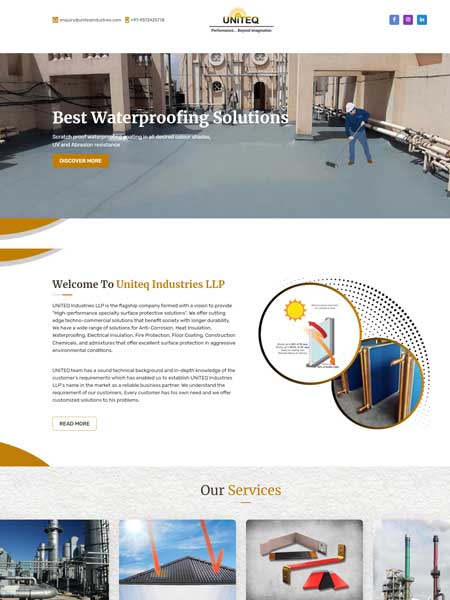 enquiry@uniteqindustries.com
UNITEQ
Performance... Beyond Imagination
Best Waterproofing Solutions
Scratch proof waterproofing coating in all desired colour shades,
UV and Abrasion resistance
DISCOVER MORE
Welcome To Uniteq Industries LLP
UNITEQ Industries LLP is the flagship company formed with a vision to provide
"High-performance specialty surface protective solutions". We offer cutting
edge techno-commercial solutions that benefit society with longer durability.
We have a wide range of solutions for Anti-Corrosion, Heat Insulation,
Waterproofing, Electrical Insulation, Fire Protection, Floor Coating, Construction
Chemicals, and admixtures that offer excellent surface protection in aggressive
environmental conditions.
UNITEQ team has a sound technical background and in-depth knowledge of the
customer's requirements which has enabled us to establish UNITEQ Industries
LLP's name in the market as a reliable business partner. We understand the
requirement of our customers. Every customer has his own need and we offer
customized solutions to his problems.
READ MORE
Our Services